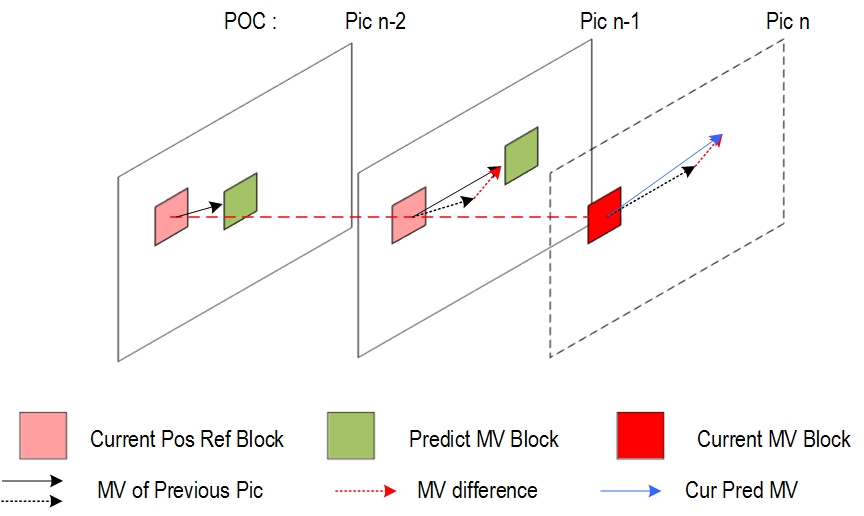 POC : Pic n-2 Pic n-1 Pic n
Current Pos Ref Block Predict MV Block Current MV Block
MV of Previous Pic MV difference Cur Pred MV